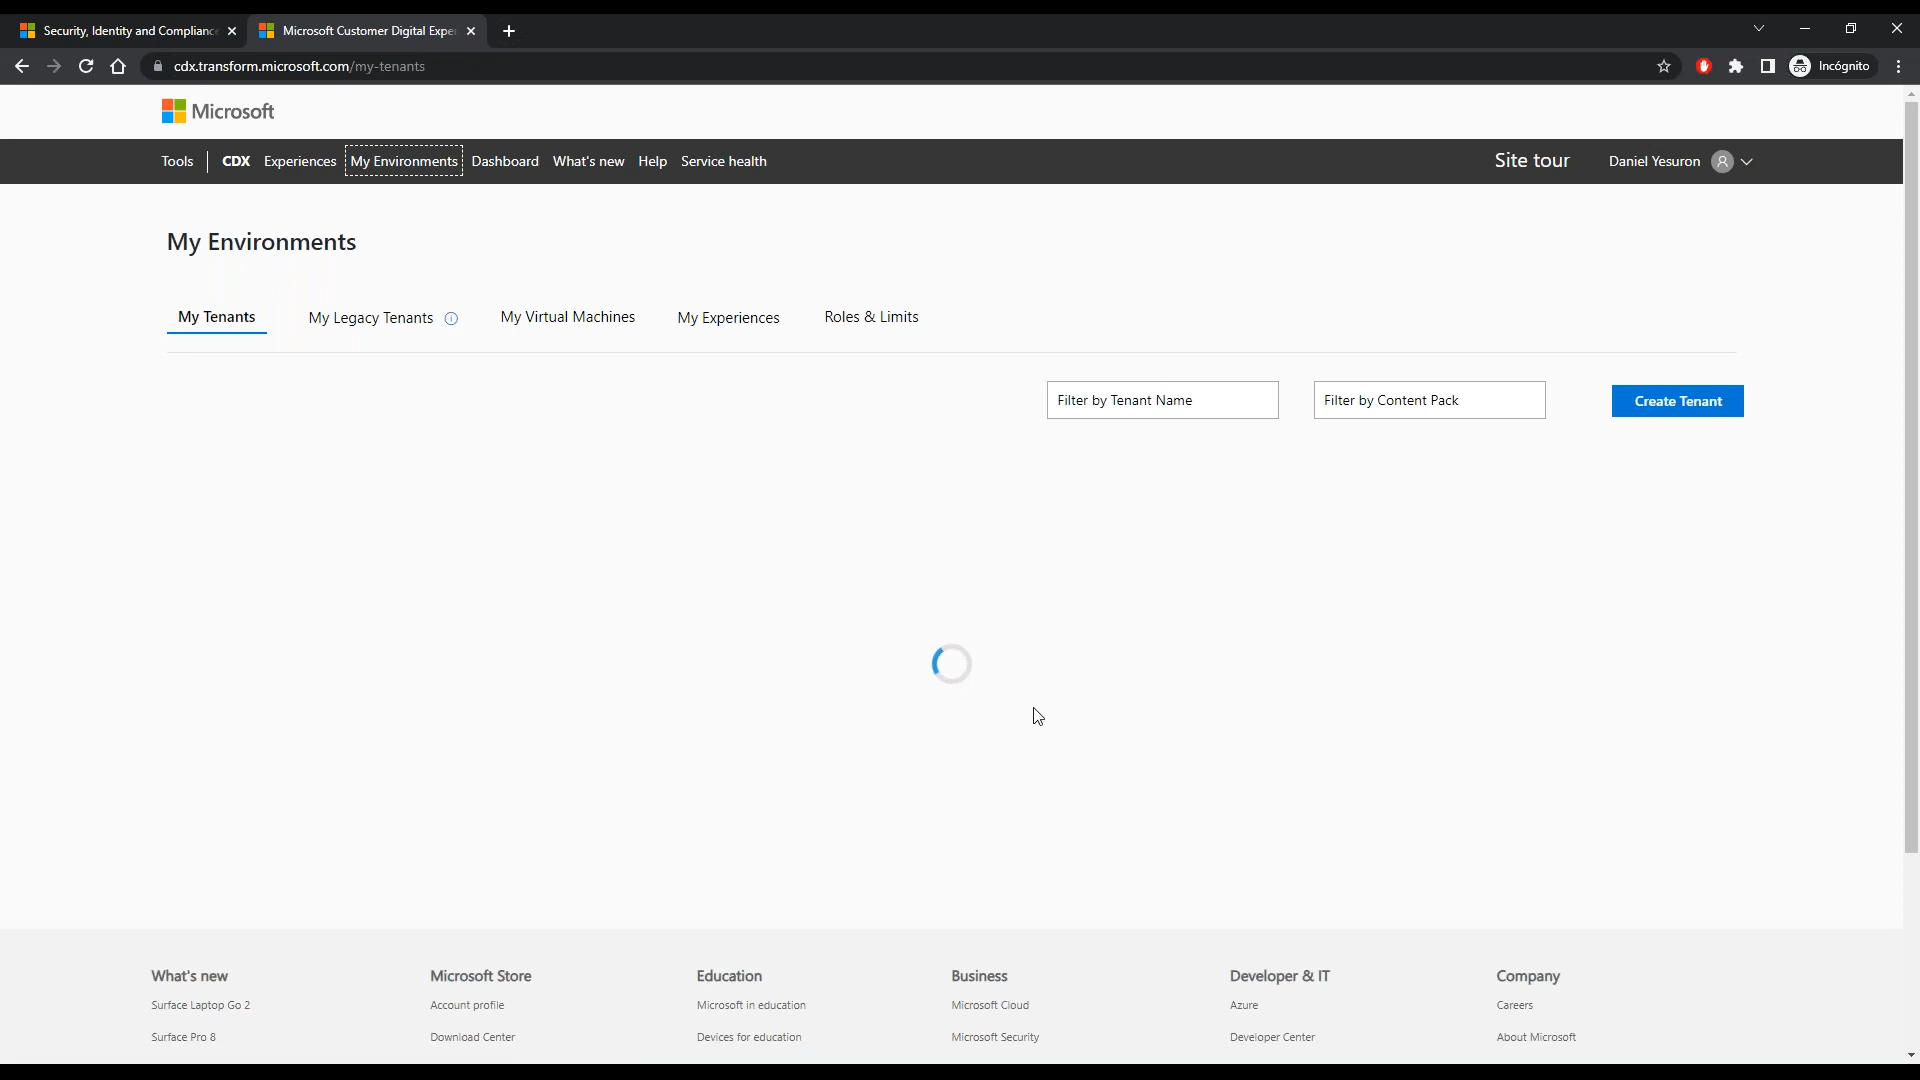 Security, Identity and Compliance
Microsoft Customer Digital Expe
cdx.transform.microsoft.com/my-tenants
Incógnito
Microsoft
Tools | CDX Experiences My Environments Dashboard What's new Help Service health
Site tour
Daniel Yesuron
My Environments
My Tenants
My Legacy Tenants
My Virtual Machines
My Experiences
Roles & Limits
Filter by Tenant Name
Filter by Content Pack
Create Tenant
What's new
Microsoft Store
Education
Business
Developer & IT
Company
Surface Laptop Go 2
Account profile
Microsoft in education
Microsoft Cloud
Azure
Careers
Surface Pro 8
Download Center
Devices for education
Microsoft Security
Developer Center
About Microsoft